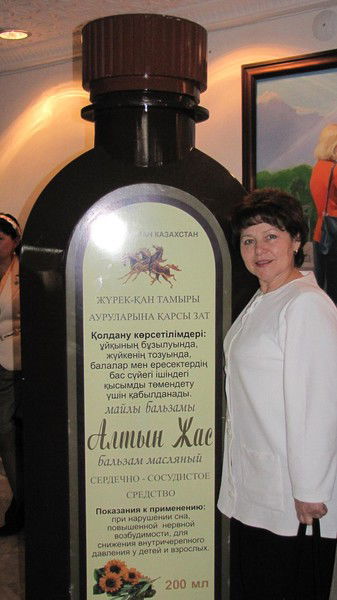 СТАН КАЗАХСТАН
ЖҮРЕК-ҚАН ТАМЫРЫ
АУРУЛАРЫНА ҚАРСЫ ЗАТ
Қолдану көрсетілімдері:
ұйқының бұзылуында,
жүйкенің тозуында,
балалар мен ересектердің
бас сүйегі ішіндегі
қысымды төмендету
үшін қабылданады.
майлы бальзамы
Алтын Жас
бальзам масляный
СЕРДЕЧНО - СОСУДИСТОЕ
СРЕДСТВО
Показания к применению:
при нарушении сна,
повышенной нервной
возбудимости, для
снижения внутричерепного
давления у детей и взрослых.
200 мл